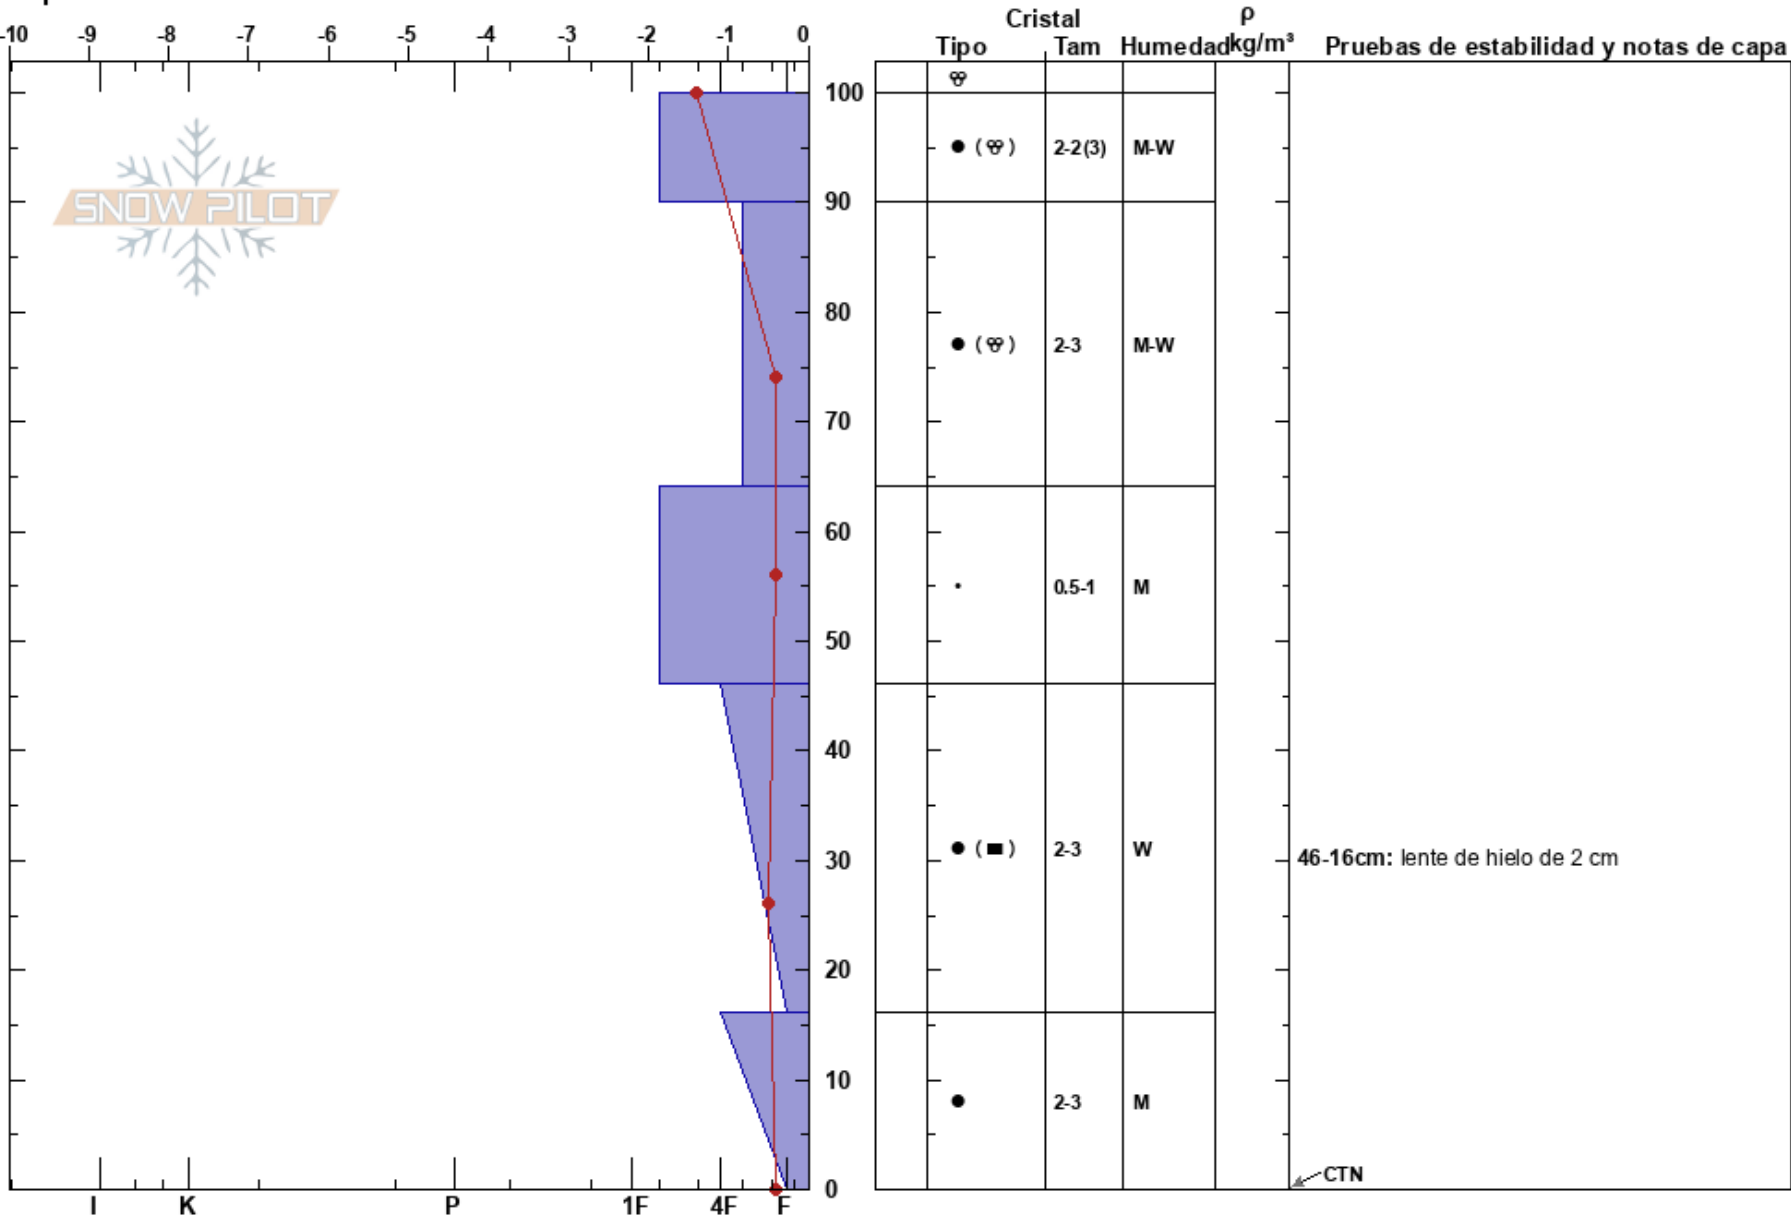 Cristal ρ
-10 -9 -8 -7 -6 -5 -4 -3 -2 -1 0 Tipo Tam Humedad kg/m³ Pruebas de estabilidad y notas de capa
100
2-2(3) M-W
SNOW PILOT
90
80
2-3 M-W
70
60
0.5-1 M
50
40
2-3 W
30 46-16cm: lente de hielo de 2 cm
20
10
2-3 M
CTN
0
I K P 1F 4F F